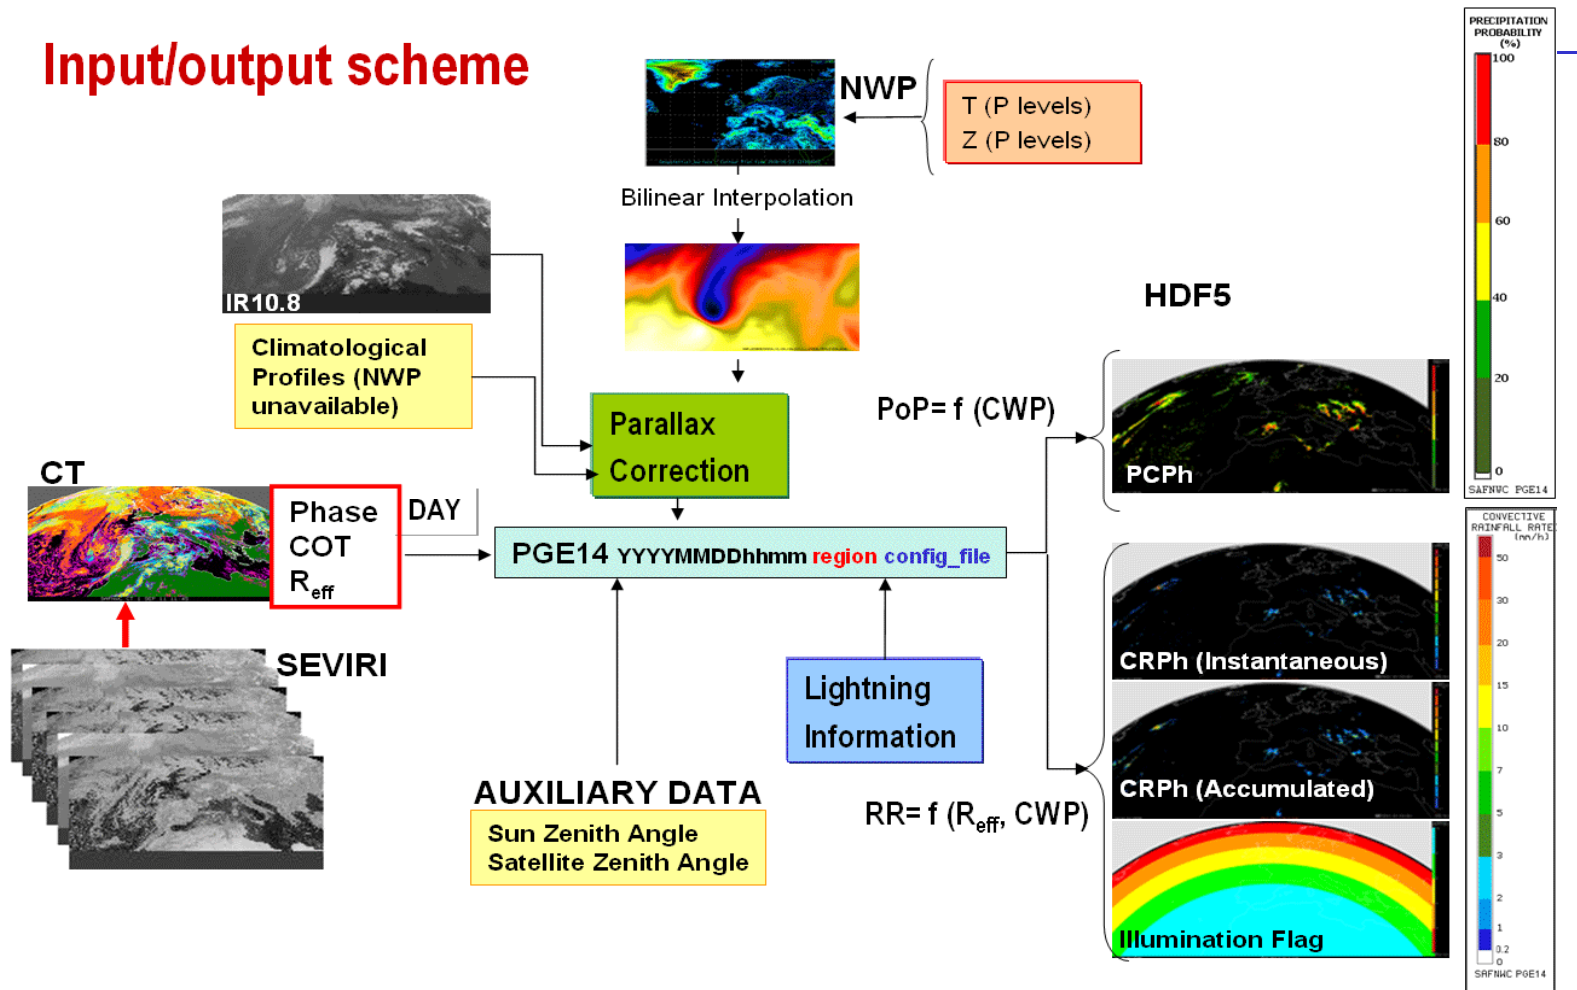 Input/output scheme
NWP
T (P levels)
Z (P levels)
Bilinear Interpolation
IR10.8
Climatological
Profiles (NWP
unavailable)
Parallax
Correction
CT
Phase
COT
Reff
DAY
PGE14 YYYYMMDDhhmm region config_file
SEVIRI
Lightning
Information
AUXILIARY DATA
Sun Zenith Angle
Satellite Zenith Angle
HDF5
PoP= f (CWP)
PCPh
CRPh (Instantaneous)
CRPh (Accumulated)
RR= f (Reff, CWP)
Illumination Flag
PRECIPITATION
PROBABILITY
(%)
100
80
60
40
20
0
SAFNWC PGE14
CONVECTIVE
RAINFALL RATE
(mm/h)
50
30
20
15
10
7
5
3
2
1
0.2
0
SAFNWC PGE14